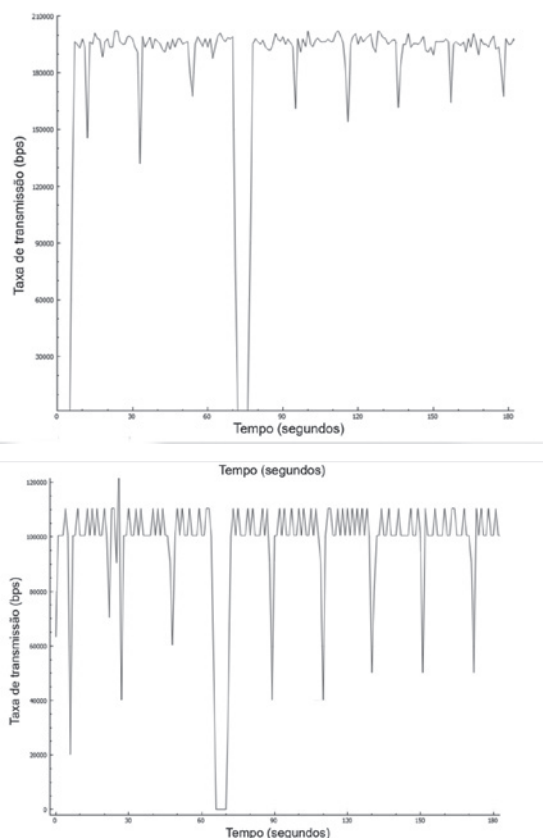 210000
180000
150000
120000
90000
60000
30000
Taxa de transmissão (bps)
0 30 60 90 120 150 180
Tempo (segundos)
Tempo (segundos)
120000
100000
80000
60000
40000
20000
0
Taxa de transmissão (bps)
0 30 60 90 120 150 180
Tempo (segundos)